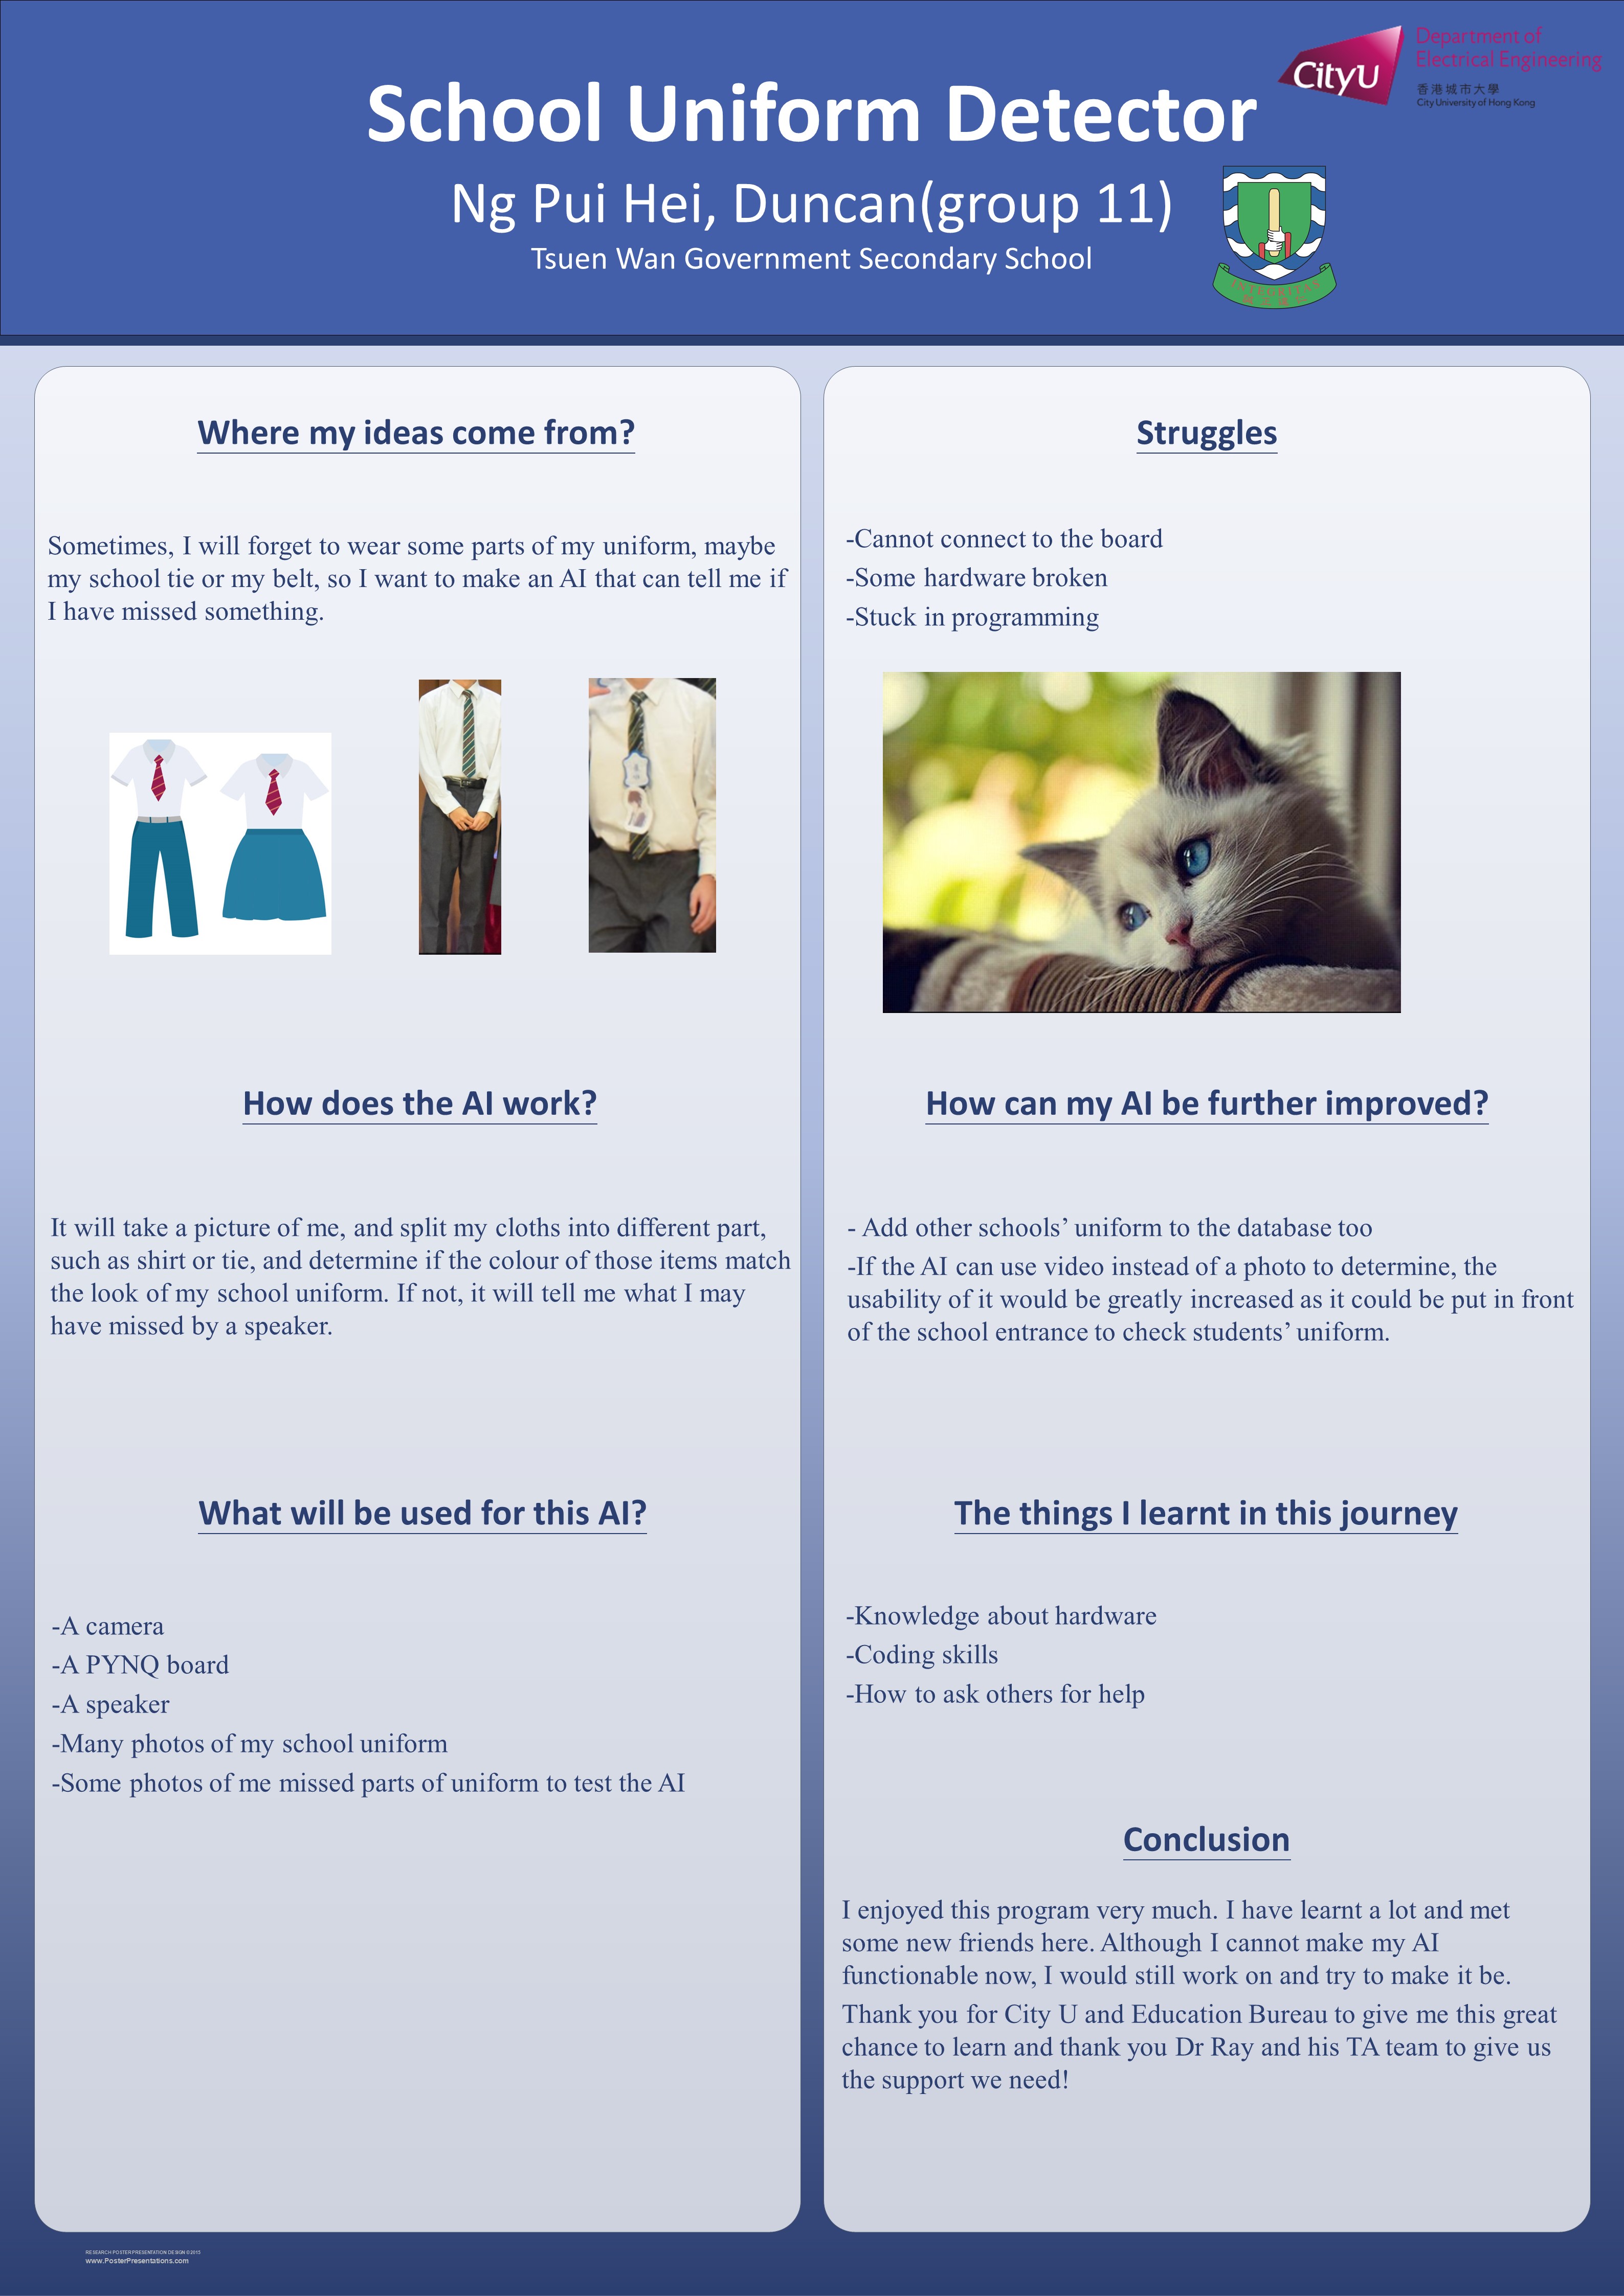 School Uniform Detector
Ng Pui Hei, Duncan(group 11)
Tsuen Wan Government Secondary School
CityU
Department of
Electrical Engineering
香港城市大學
City University of Hong Kong
INTEGRITAS
Where my ideas come from?
Sometimes, I will forget to wear some parts of my uniform, maybe
my school tie or my belt, so I want to make an AI that can tell me if
I have missed something.
How does the AI work?
It will take a picture of me, and split my cloths into different part,
such as shirt or tie, and determine if the colour of those items match
the look of my school uniform. If not, it will tell me what I may
have missed by a speaker.
What will be used for this AI?
-A camera
-A PYNQ board
-A speaker
-Many photos of my school uniform
-Some photos of me missed parts of uniform to test the AI
Struggles
-Cannot connect to the board
-Some hardware broken
-Stuck in programming
How can my AI be further improved?
- Add other schools’ uniform to the database too
-If the AI can use video instead of a photo to determine, the
usability of it would be greatly increased as it could be put in front
of the school entrance to check students’ uniform.
The things I learnt in this journey
-Knowledge about hardware
-Coding skills
-How to ask others for help
Conclusion
I enjoyed this program very much. I have learnt a lot and met
some new friends here. Although I cannot make my AI
functionable now, I would still work on and try to make it be.
Thank you for City U and Education Bureau to give me this great
chance to learn and thank you Dr Ray and his TA team to give us
the support we need!
RESEARCH POSTER PRESENTATION DESIGN © 2015
www.PosterPresentations.com